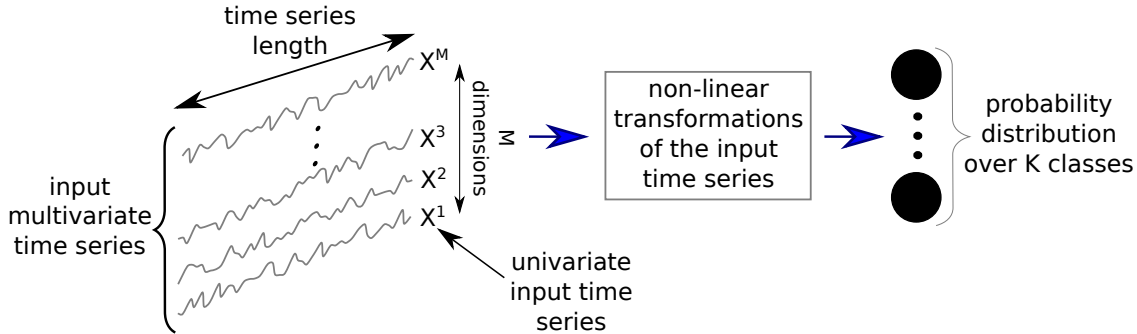 time series
length
X^M
X^3
X^2
X^1
M
dimensions
input
multivariate
time series
univariate
input time
series
non-linear
transformations
of the input
time series
probability
distribution
over K classes